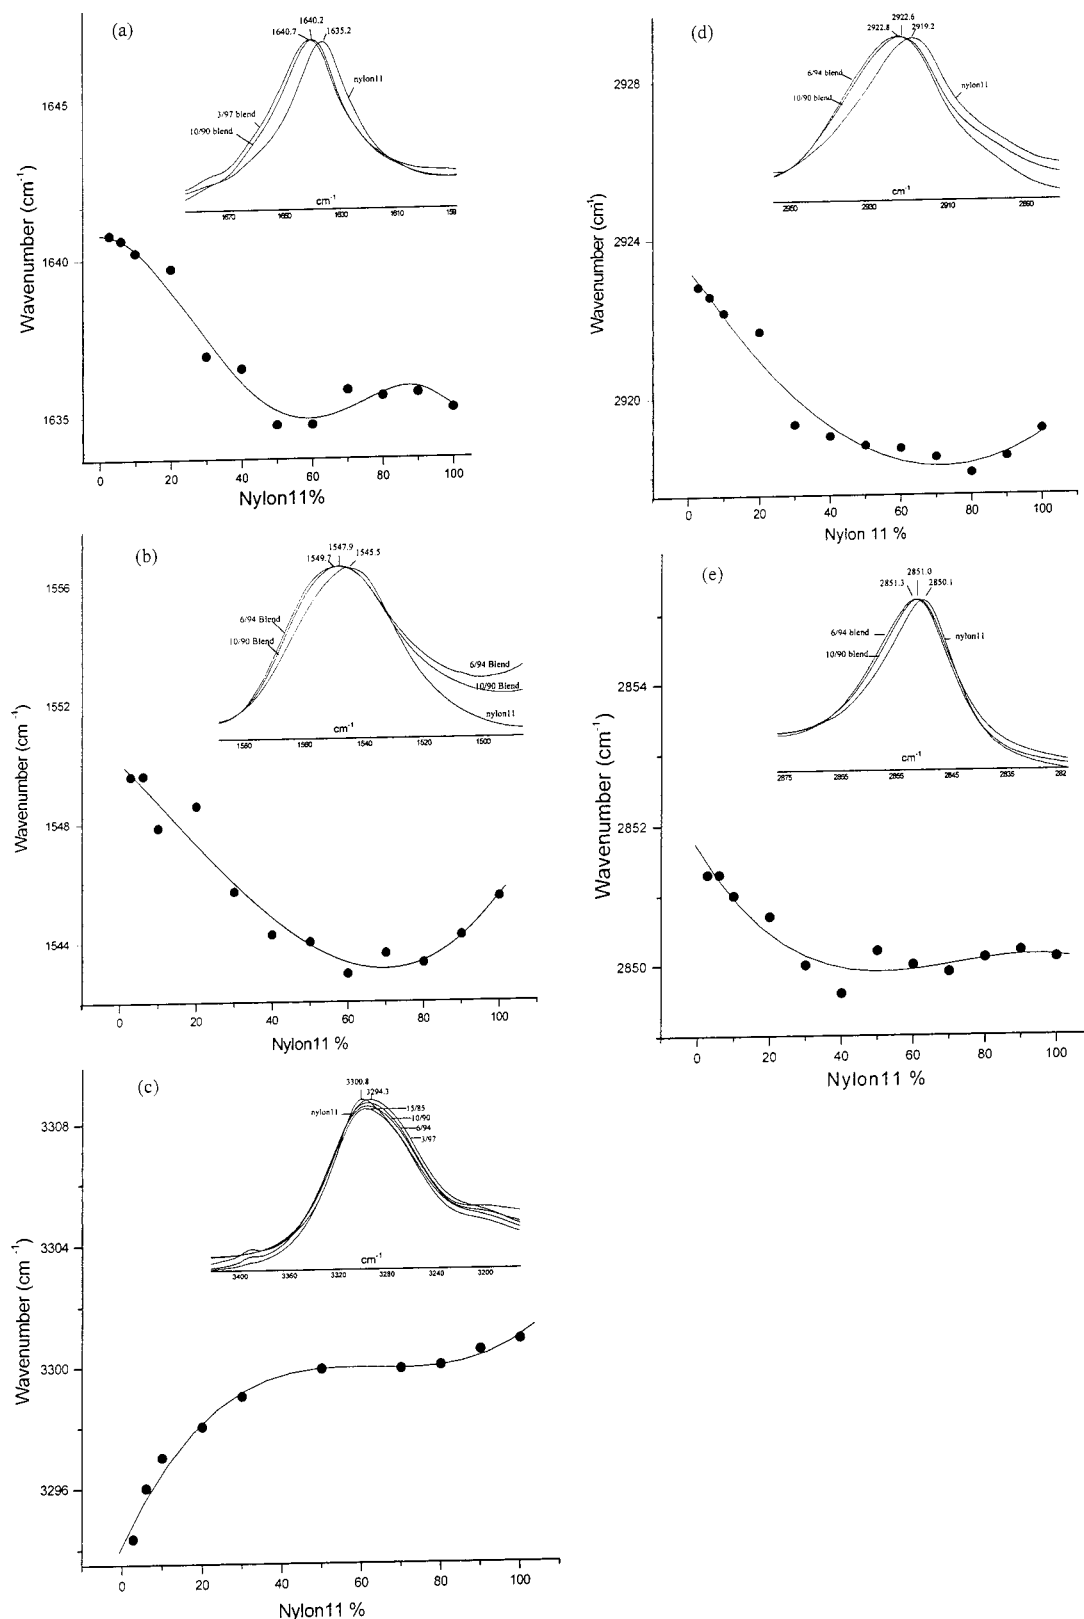 (a)
1640.2
1640.7
1635.2
nylon11
3/97 blend
10/90 blend
cm-1
1670
1650
1630
1610
159
Wavenumber (cm-1)
1645
1640
1635
0 20 40 60 80 100
Nylon11%
(d)
2922.6
2922.8
2919.2
6/94 blend
10/90 blend
nylon11
cm-1
2950
2930
2910
2890
Wavenumber (cm-1)
2928
2924
2920
0 20 40 60 80 100
Nylon 11 %
(b)
1547.9
1549.7
1545.5
6/94 Blend
10/90 Blend
6/94 Blend
10/90 Blend
nylon11
cm-1
1560
1540
1520
1500
Wavenumber (cm-1)
1556
1552
1548
1544
0 20 40 60 80 100
Nylon11 %
(e)
2851.0
2851.3
2850.1
6/94 blend
10/90 blend
nylon11
cm-1
2875
2865
2855
2845
2835
282
Wavenumber (cm-1)
2854
2852
2850
0 20 40 60 80 100
Nylon11 %
(c)
3300.8
3294.3
nylon11
15/85
10/90
6/94
3/97
cm-1
3400
3360
3320
3280
3240
3200
Wavenumber (cm-1)
3308
3304
3300
3296
0 20 40 60 80 100
Nylon11 %